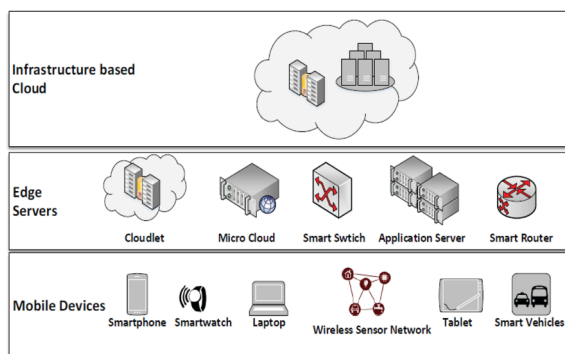 Infrastructure based
Cloud
Edge
Servers
Cloudlet
Micro Cloud
Smart Swtich
Application Server
Smart Router
Mobile Devices
Smartphone
Smartwatch
Laptop
Wireless Sensor Network
Tablet
Smart Vehicles